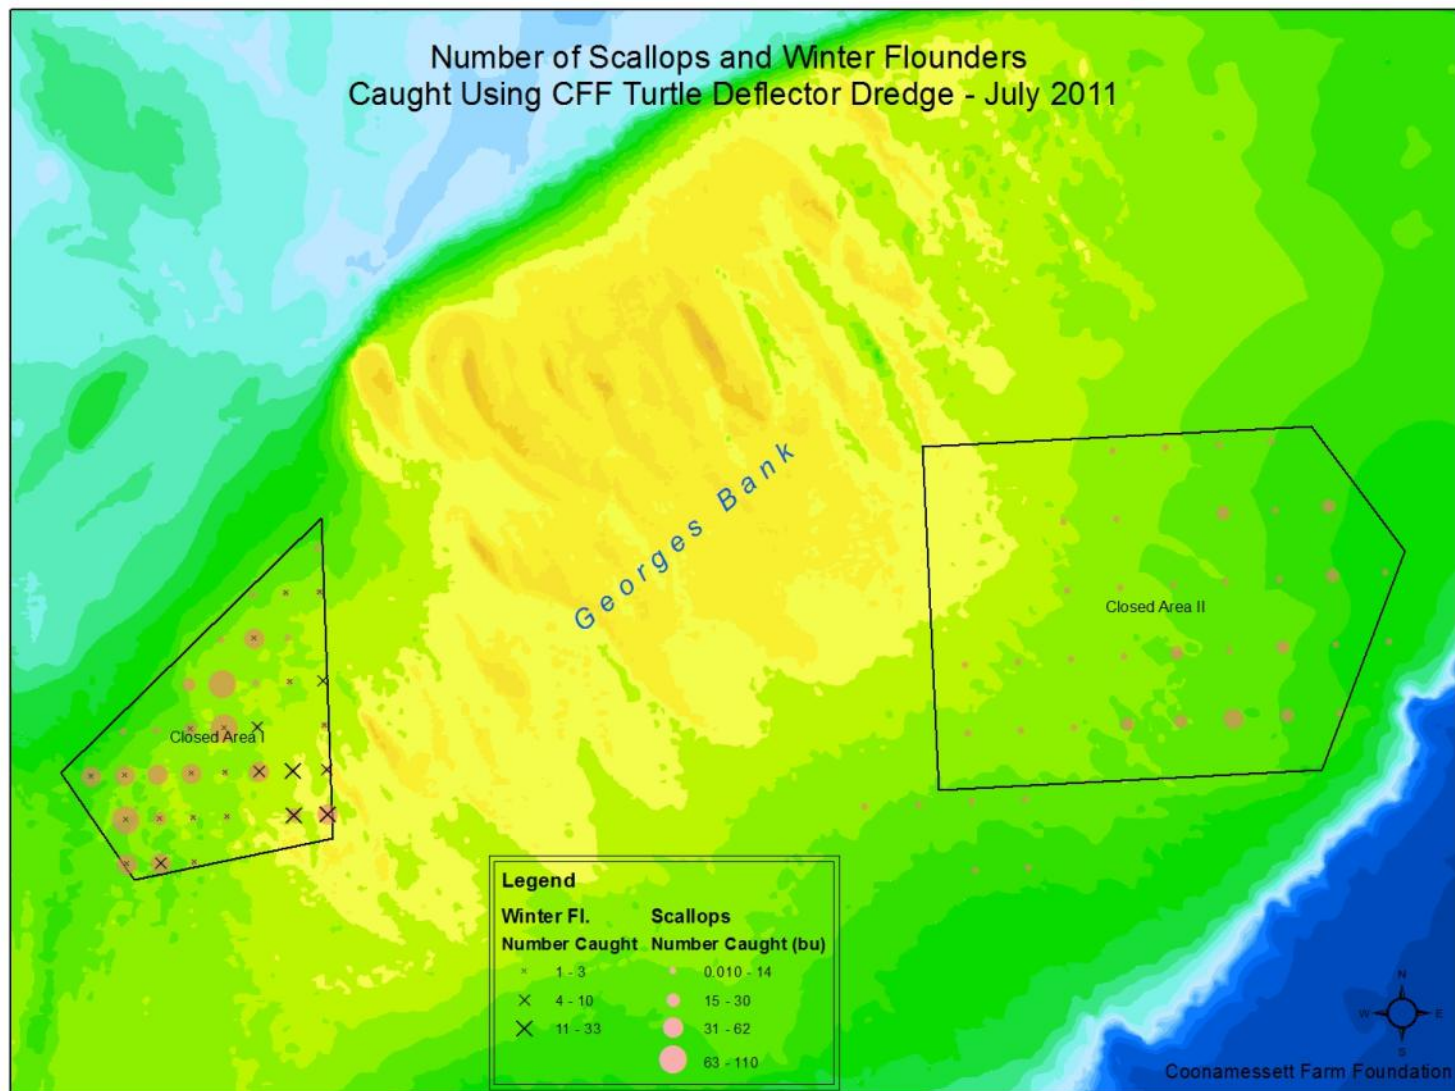 Number of Scallops and Winter Flounders
Caught Using CFF Turtle Deflector Dredge - July 2011
Georges Bank
Closed Area II
Closed Area I
Legend
Winter Fl. Scallops
Number Caught Number Caught (bu)
1 - 3 0.010 - 14
4 - 10 15 - 30
11 - 33 31 - 62
63 - 110
N
W E
S
Coonamessett Farm Foundation